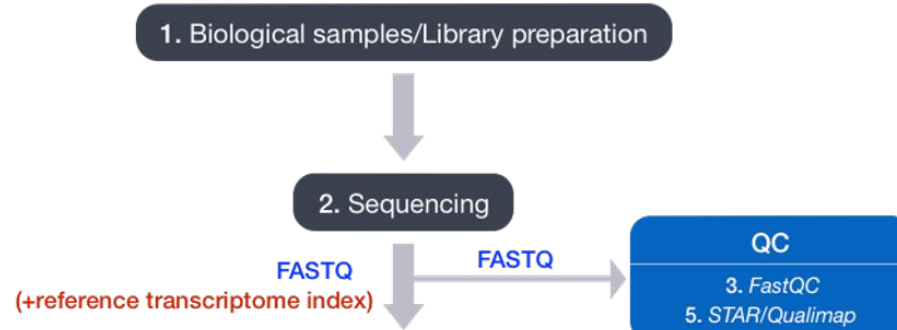 1. Biological samples/Library preparation
2. Sequencing
FASTQ
(+reference transcriptome index)
FASTQ
QC
3. FastQC
5. STAR/Qualimap